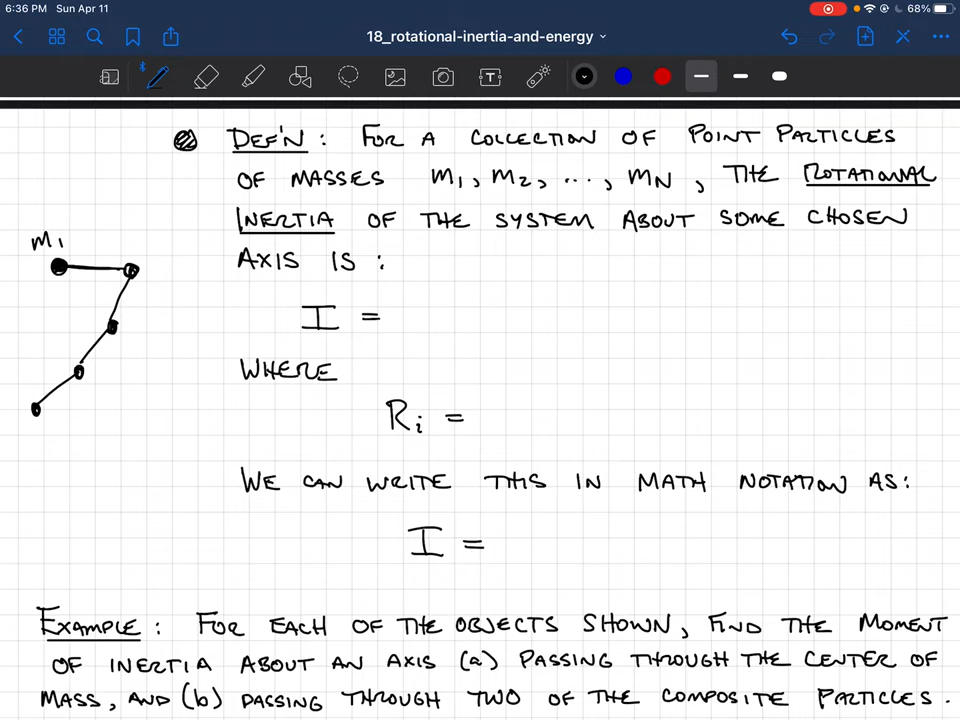 6:36 PM Sun Apr 11
68%
18_rotational-inertia-and-energy
DEF'N: FOR A COLLECTION OF POINT PARTICLES
OF MASSES m1, m2, ..., mN, THE ROTATIONAL
INERTIA OF THE SYSTEM ABOUT SOME CHOSEN
AXIS IS:
m1
I =
WHERE
Ri =
WE CAN WRITE THIS IN MATH NOTATION AS:
I =
EXAMPLE: FOR EACH OF THE OBJECTS SHOWN, FIND THE MOMENT
OF INERTIA ABOUT AN AXIS (a) PASSING THROUGH THE CENTER OF
MASS, AND (b) PASSING THROUGH TWO OF THE COMPOSITE PARTICLES.